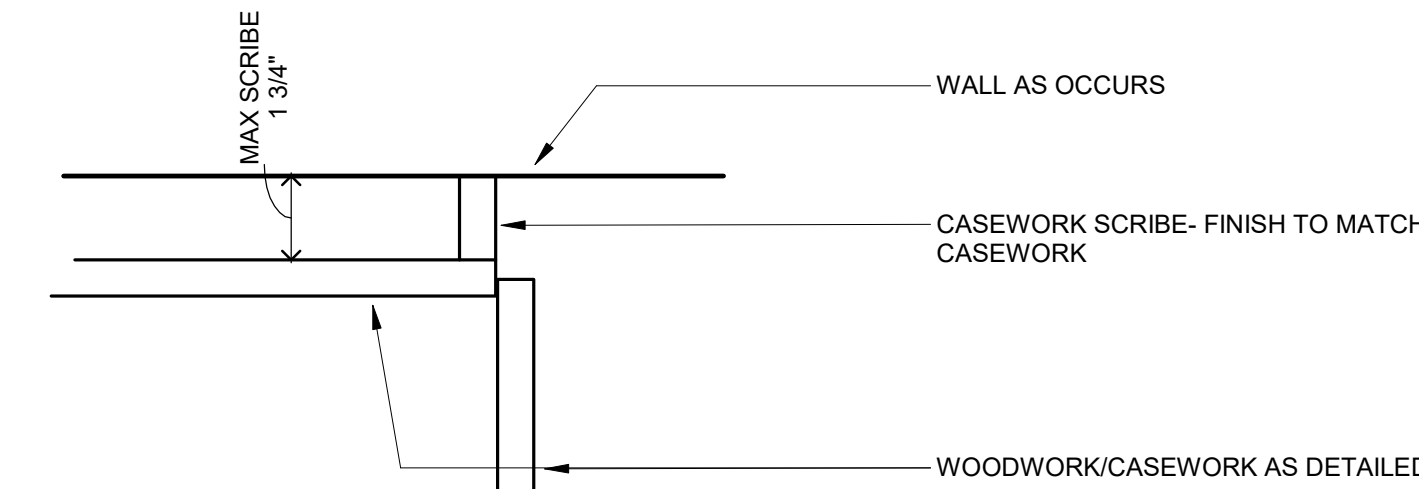 MAX SCRIBE
1 3/4"
WALL AS OCCURS
CASEWORK SCRIBE- FINISH TO MATCH
CASEWORK
WOODWORK/CASEWORK AS DETAILED